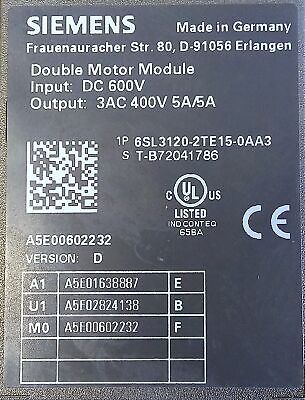 SIEMENS Made in Germany
Frauenauracher Str. 80, D-91056 Erlangen
Double Motor Module
Input: DC 600V
Output: 3AC 400V 5A/5A
1P 6SL3120-2TE15-0AA3
S T-B72041786
C UL US
LISTED
IND CONT EQ
65BA
CE
A5E00602232
VERSION: D
A1 A5E01638887 E
U1 A5E02824138 B
M0 A5E00602232 F